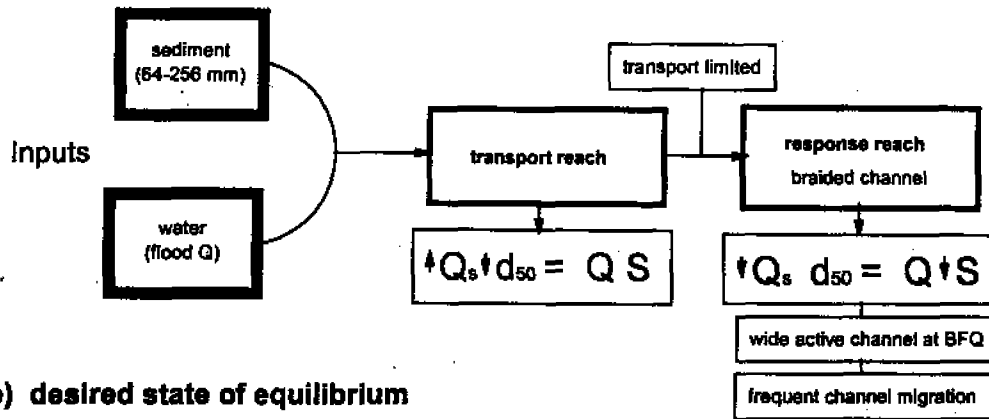 sediment
(64-256 mm)
Inputs
water
(flood Q)
transport reach
transport limited
response reach
braided channel
Qs d50 = Q S
Qs d50 = Q S
wide active channel at BFQ
frequent channel migration
) desired state of equilibrium